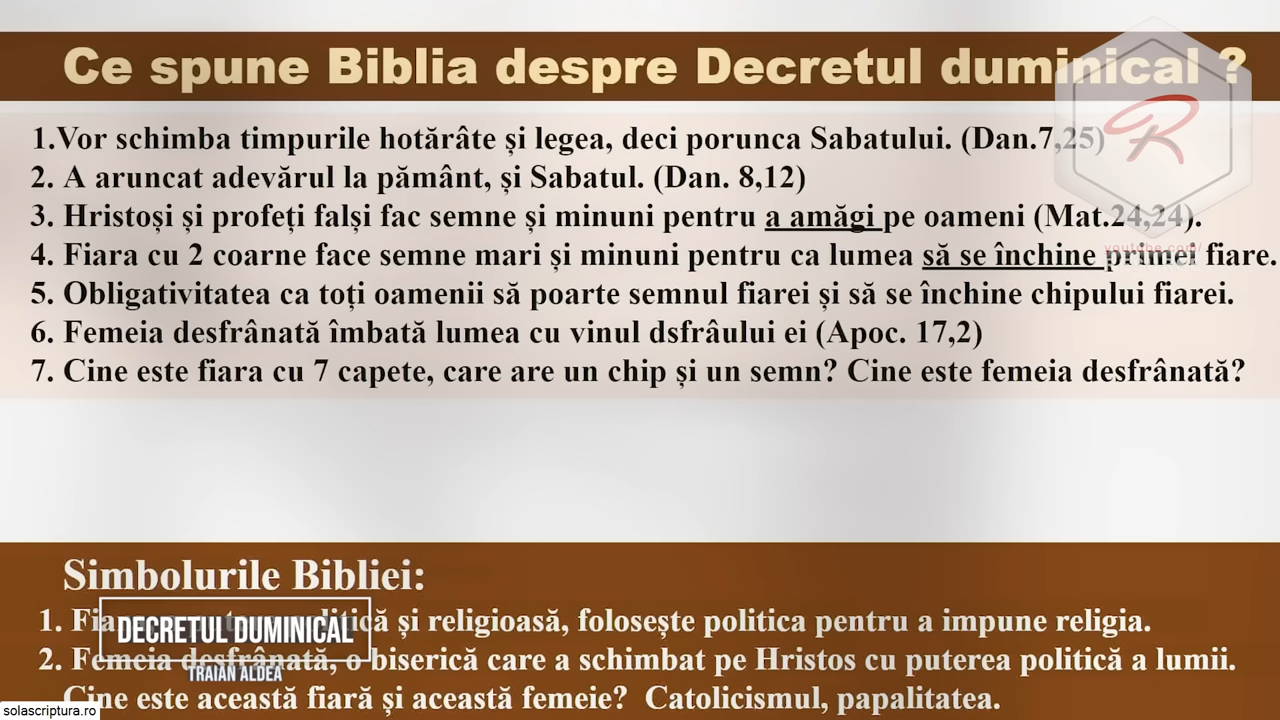 Ce spune Biblia despre Decretul duminical ?
1.Vor schimba timpurile hotărâte și legea, deci porunca Sabatului. (Dan.7,25)
2. A aruncat adevărul la pământ, și Sabatul. (Dan. 8,12)
3. Hristoși și profeți falși fac semne și minuni pentru a amăgi pe oameni (Mat.24,24).
4. Fiara cu 2 coarne face semne mari și minuni pentru ca lumea să se închine primei fiare.
5. Obligativitatea ca toți oamenii să poarte semnul fiarei și să se închine chipului fiarei.
6. Femeia desfrânată îmbată lumea cu vinul dsfrâului ei (Apoc. 17,2)
7. Cine este fiara cu 7 capete, care are un chip și un semn? Cine este femeia desfrânată?
youtube.com/
Simbolurile Bibliei:
1. și religioasă, folosește politica pentru a impune religia.
DECRETUL DUMINICAL
2. Femeia desfrânată, o biserică care a schimbat pe Hristos cu puterea politică a lumii.
TRAIAN ALDEA
Cine este această fiară și această femeie? Catolicismul, papalitatea.
solascriptura.ro